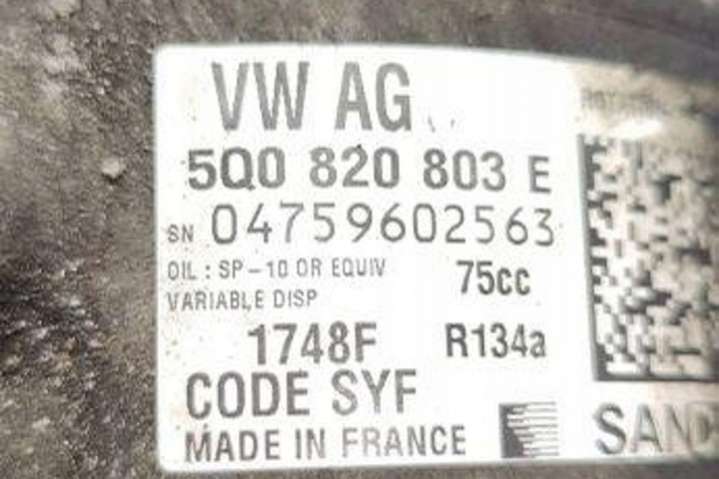 VW AG
5Q0 820 803 E
SN 04759602563
OIL : SP-10 OR EQUIV
75cc
VARIABLE DISP
1748F R134a
CODE SYF
MADE IN FRANCE